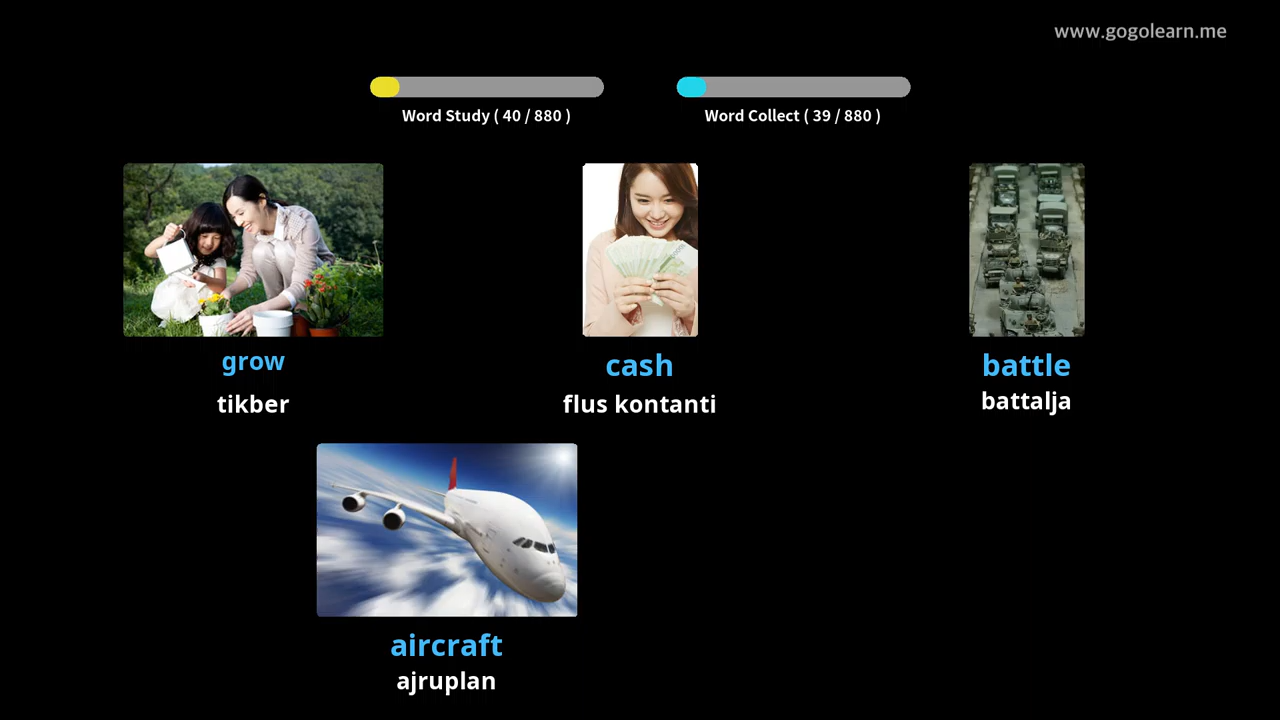 www.gogolearn.me
Word Study ( 40 / 880 )
Word Collect ( 39 / 880 )
grow
tikber
cash
flus kontanti
battle
battalja
aircraft
ajruplan